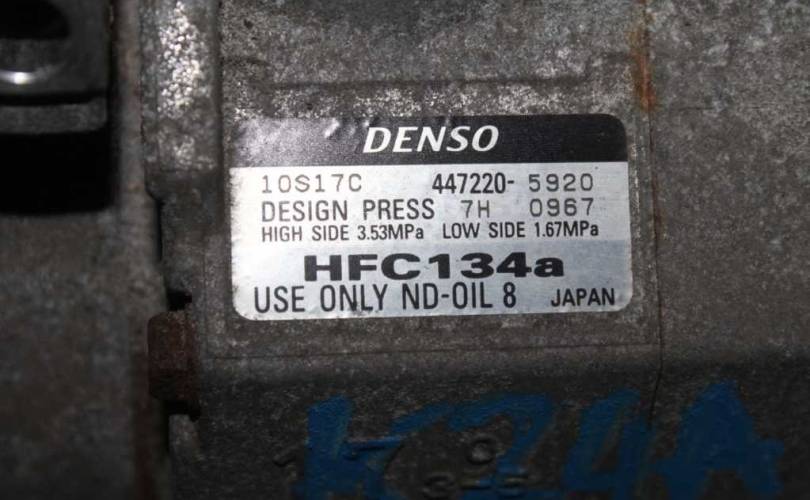 DENSO
10S17C 447220- 5920
DESIGN PRESS 7H 0967
HIGH SIDE 3.53MPa LOW SIDE 1.67MPa
HFC134a
USE ONLY ND-OIL 8 JAPAN
K24A